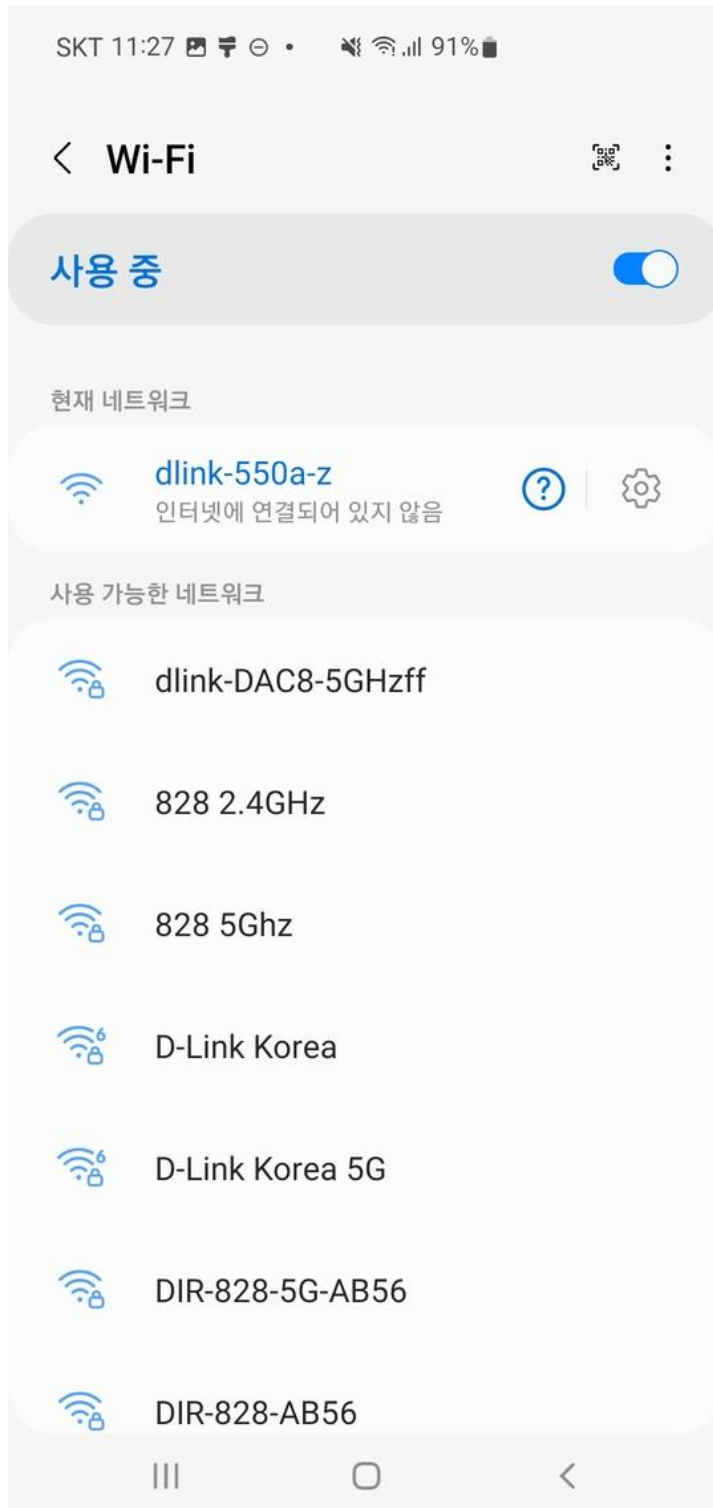 SKT 11:27 91%
Wi-Fi
사용 중
현재 네트워크
dlink-550a-z
인터넷에 연결되어 있지 않음
?
사용 가능한 네트워크
dlink-DAC8-5GHzff
828 2.4GHz
828 5Ghz
6
D-Link Korea
6
D-Link Korea 5G
DIR-828-5G-AB56
DIR-828-AB56